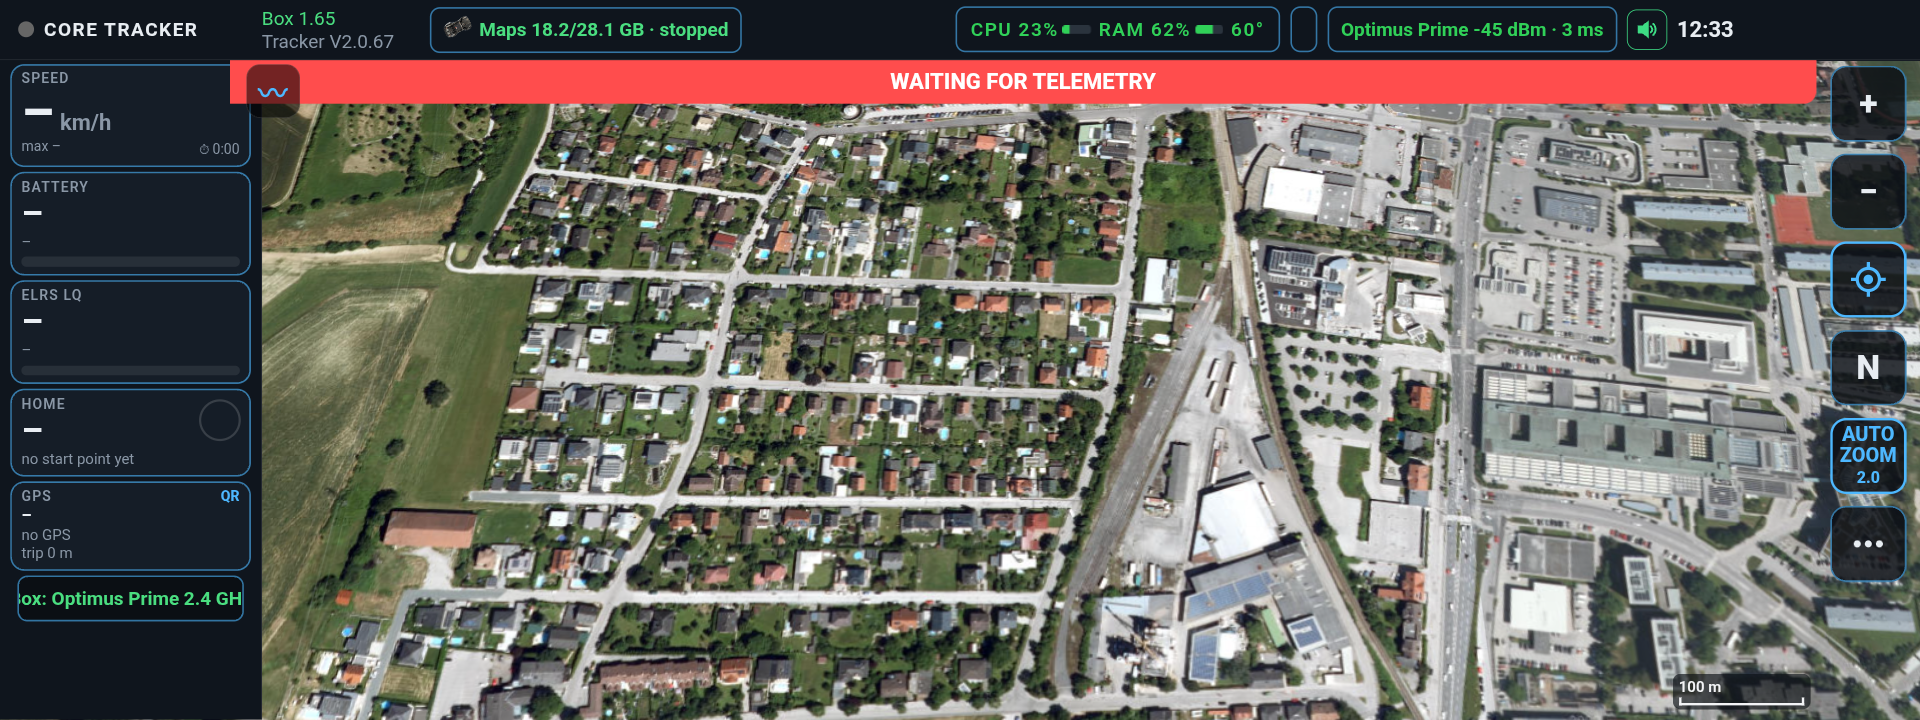 CORE TRACKER
Box 1.65
Tracker V2.0.67
Maps 18.2/28.1 GB · stopped
CPU 23% RAM 62% 60°
Optimus Prime -45 dBm · 3 ms
12:33
WAITING FOR TELEMETRY
SPEED
– km/h
max –
⏱ 0:00
BATTERY
–
–
ELRS LQ
–
–
HOME
–
no start point yet
GPS
QR
–
no GPS
trip 0 m
ox: Optimus Prime 2.4 GH
+
−
N
AUTO
ZOOM
2.0
•••
100 m